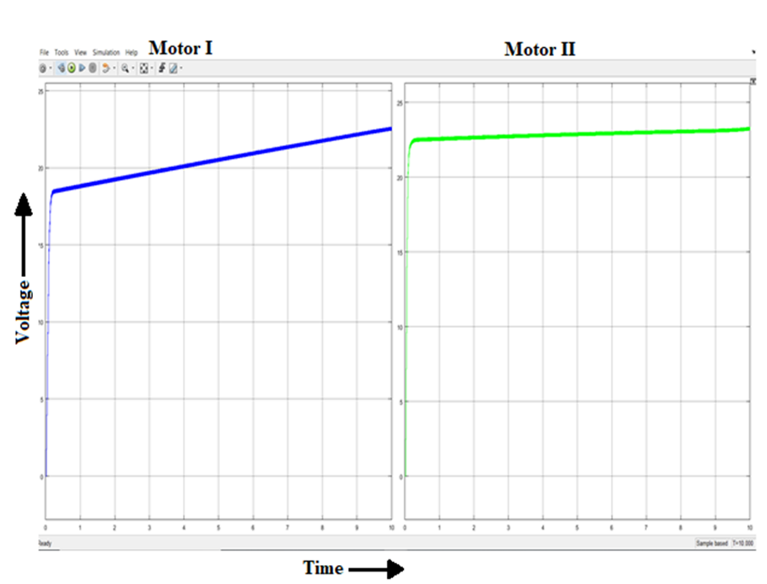 Motor I
Motor II
File Tools View Simulation Help
25
20
15
10
5
0
0 1 2 3 4 5 6 7 8 9 10
25
20
15
10
5
0
0 1 2 3 4 5 6 7 8 9 10
Voltage
Ready
Sample based T=10.000
Time